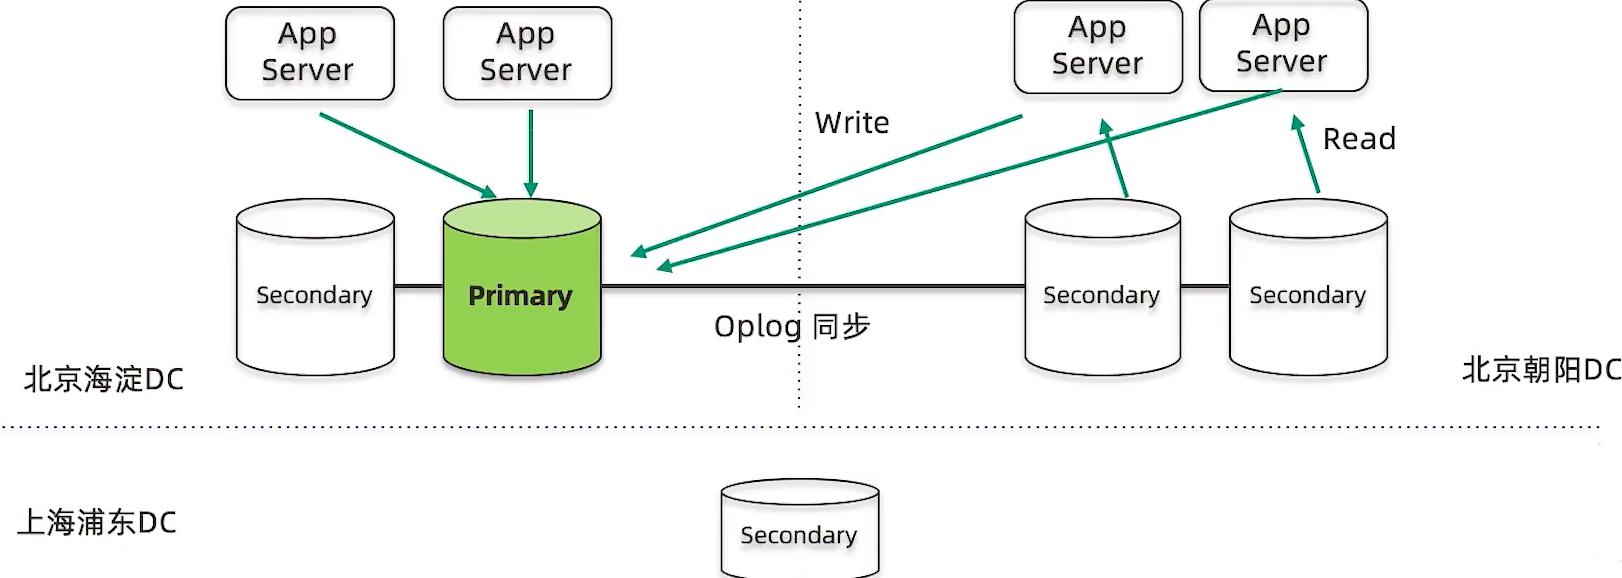 App
Server
App
Server
App
Server
App
Server
Write
Read
Secondary
Primary
Secondary
Secondary
Oplog 同步
北京海淀DC
北京朝阳DC
上海浦东DC
Secondary